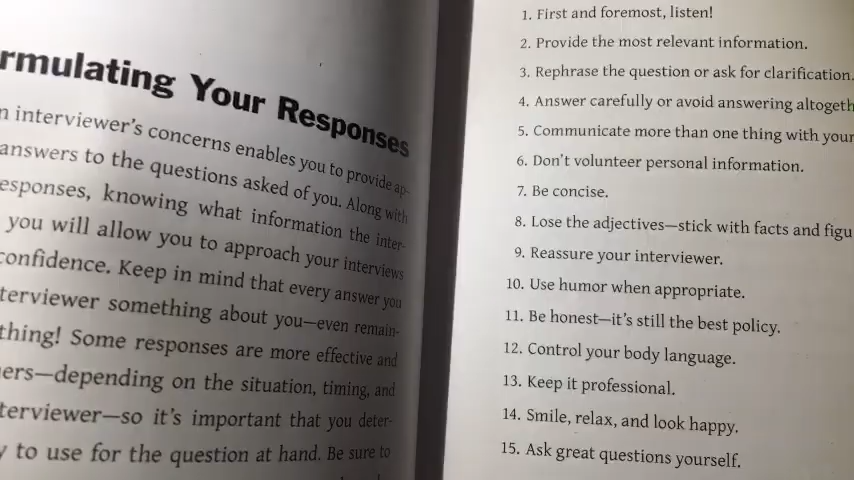 rmulating Your Responses
n interviewer's concerns enables you to provide ap-
answers to the questions asked of you. Along with
esponses, knowing what information the inter-
you will allow you to approach your interviews
confidence. Keep in mind that every answer you
terviewer something about you—even remain-
thing! Some responses are more effective and
ers—depending on the situation, timing, and
terviewer—so it's important that you deter-
y to use for the question at hand. Be sure to
1. First and foremost, listen!
2. Provide the most relevant information.
3. Rephrase the question or ask for clarification.
4. Answer carefully or avoid answering altogeth
5. Communicate more than one thing with your
6. Don't volunteer personal information.
7. Be concise.
8. Lose the adjectives—stick with facts and figu
9. Reassure your interviewer.
10. Use humor when appropriate.
11. Be honest—it's still the best policy.
12. Control your body language.
13. Keep it professional.
14. Smile, relax, and look happy.
15. Ask great questions yourself.